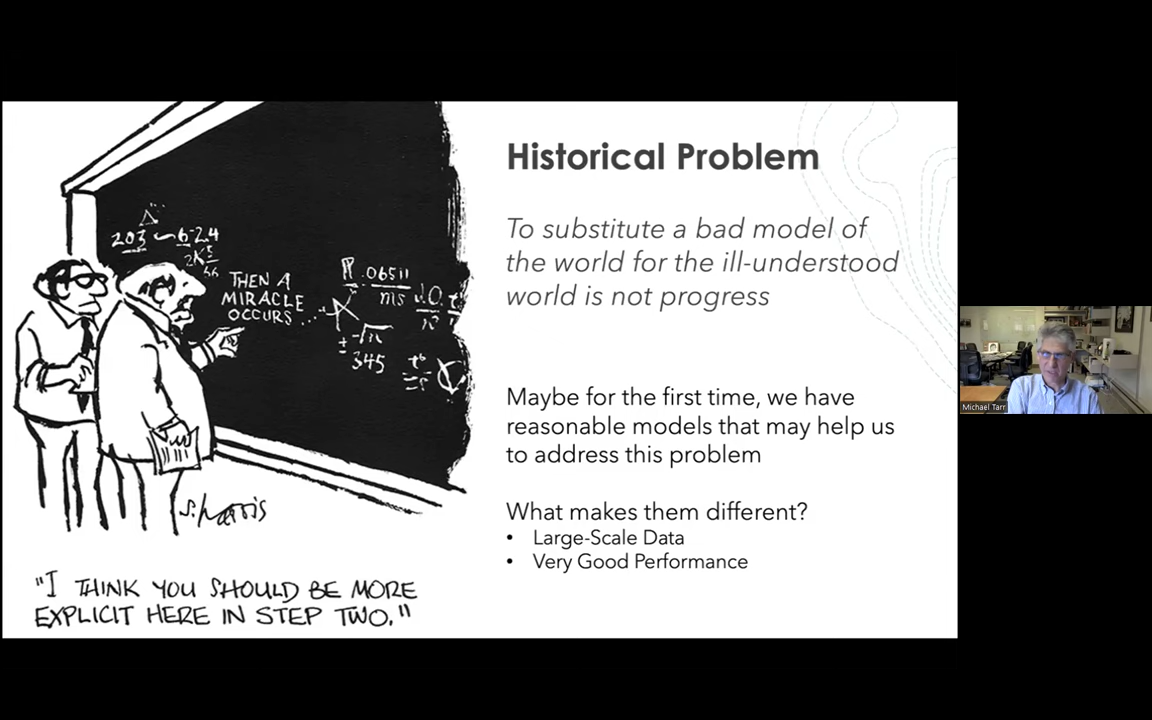 Historical Problem
To substitute a bad model of
the world for the ill-understood
world is not progress
Maybe for the first time, we have
reasonable models that may help us
to address this problem
What makes them different?
• Large-Scale Data
• Very Good Performance
THEN A
MIRACLE
OCCURS...
.06511
345
S. Harris
"I THINK YOU SHOULD BE MORE
EXPLICIT HERE IN STEP TWO."
Michael Tarr